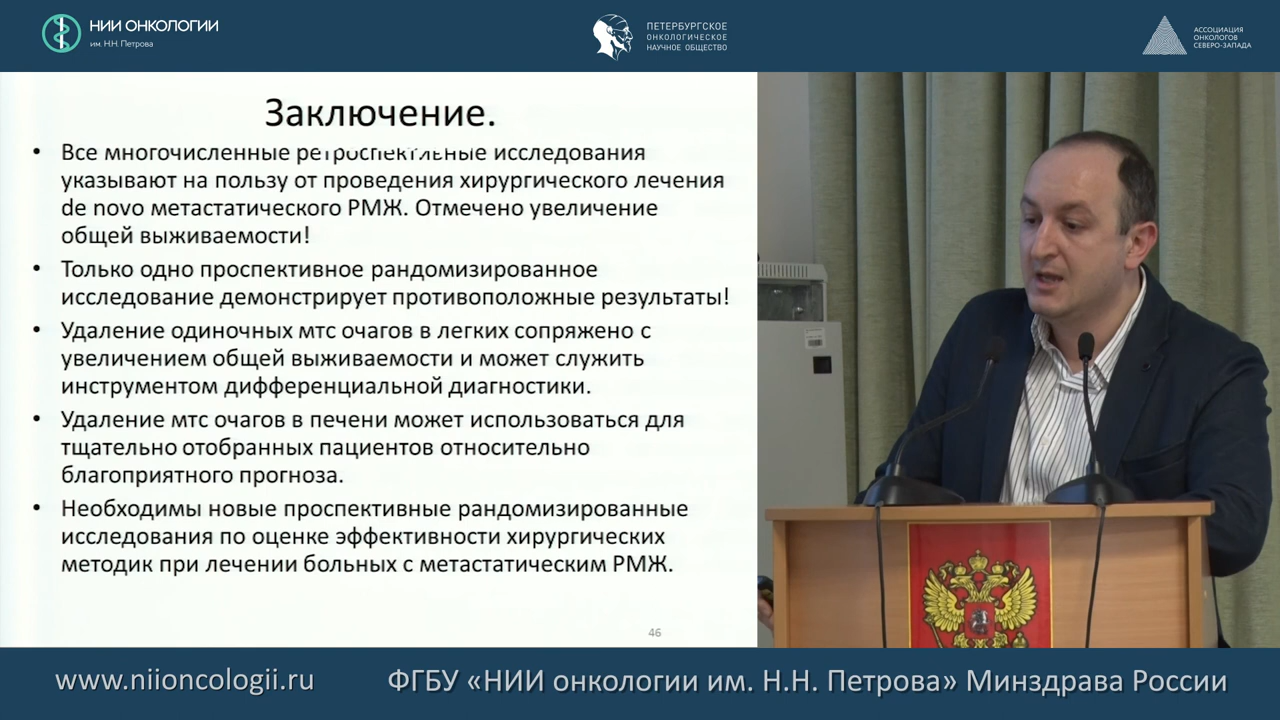 НИИ ОНКОЛОГИИ
им. Н.Н. Петрова
ПЕТЕРБУРГСКОЕ
ОНКОЛОГИЧЕСКОЕ
НАУЧНОЕ ОБЩЕСТВО
АССОЦИАЦИЯ
ОНКОЛОГОВ
СЕВЕРО-ЗАПАДА
Заключение.
• Все многочисленные ретроспективные исследования
указывают на пользу от проведения хирургического лечения
de novo метастатического РМЖ. Отмечено увеличение
общей выживаемости!
• Только одно проспективное рандомизированное
исследование демонстрирует противоположные результаты!
• Удаление одиночных мтс очагов в легких сопряжено с
увеличением общей выживаемости и может служить
инструментом дифференциальной диагностики.
• Удаление мтс очагов в печени может использоваться для
тщательно отобранных пациентов относительно
благоприятного прогноза.
• Необходимы новые проспективные рандомизированные
исследования по оценке эффективности хирургических
методик при лечении больных с метастатическим РМЖ.
46
www.niioncologii.ru
ФГБУ «НИИ онкологии им. Н.Н. Петрова» Минздрава России